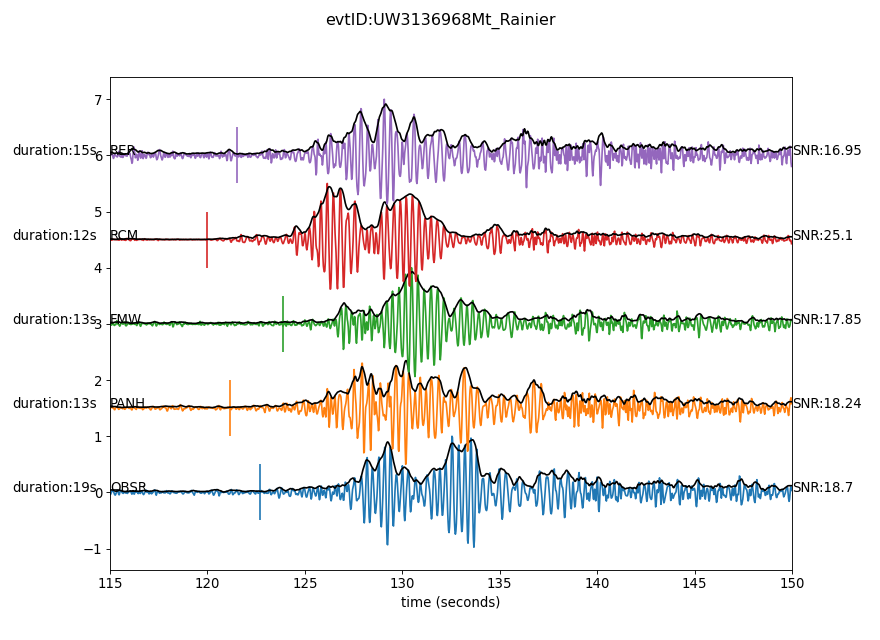 evtID:UW3136968Mt_Rainier
7
duration:15s RER SNR:16.95
6
5
duration:12s RCM SNR:25.1
4
duration:13s FMW SNR:17.85
3
2
duration:13s PANH SNR:18.24
1
duration:19s OBSR SNR:18.7
0
−1
115 120 125 130 135 140 145 150
time (seconds)